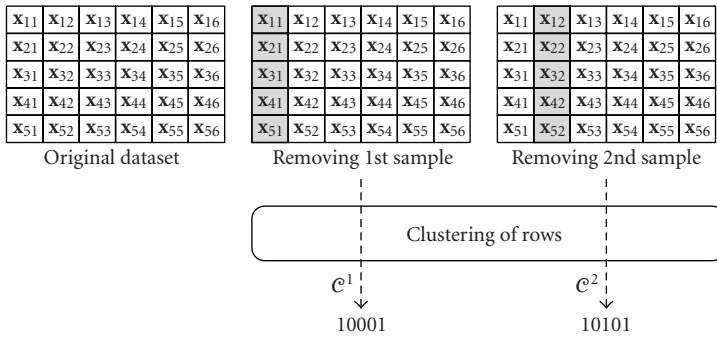 x₁₁ x₁₂ x₁₃ x₁₄ x₁₅ x₁₆ x₁₁ x₁₂ x₁₃ x₁₄ x₁₅ x₁₆ x₁₁ x₁₂ x₁₃ x₁₄ x₁₅ x₁₆
x₂₁ x₂₂ x₂₃ x₂₄ x₂₅ x₂₆ x₂₁ x₂₂ x₂₃ x₂₄ x₂₅ x₂₆ x₂₁ x₂₂ x₂₃ x₂₄ x₂₅ x₂₆
x₃₁ x₃₂ x₃₃ x₃₄ x₃₅ x₃₆ x₃₁ x₃₂ x₃₃ x₃₄ x₃₅ x₃₆ x₃₁ x₃₂ x₃₃ x₃₄ x₃₅ x₃₆
x₄₁ x₄₂ x₄₃ x₄₄ x₄₅ x₄₆ x₄₁ x₄₂ x₄₃ x₄₄ x₄₅ x₄₆ x₄₁ x₄₂ x₄₃ x₄₄ x₄₅ x₄₆
x₅₁ x₅₂ x₅₃ x₅₄ x₅₅ x₅₆ x₅₁ x₅₂ x₅₃ x₅₄ x₅₅ x₅₆ x₅₁ x₅₂ x₅₃ x₅₄ x₅₅ x₅₆
Original dataset Removing 1st sample Removing 2nd sample
Clustering of rows
𝒞¹ 𝒞²
10001 10101